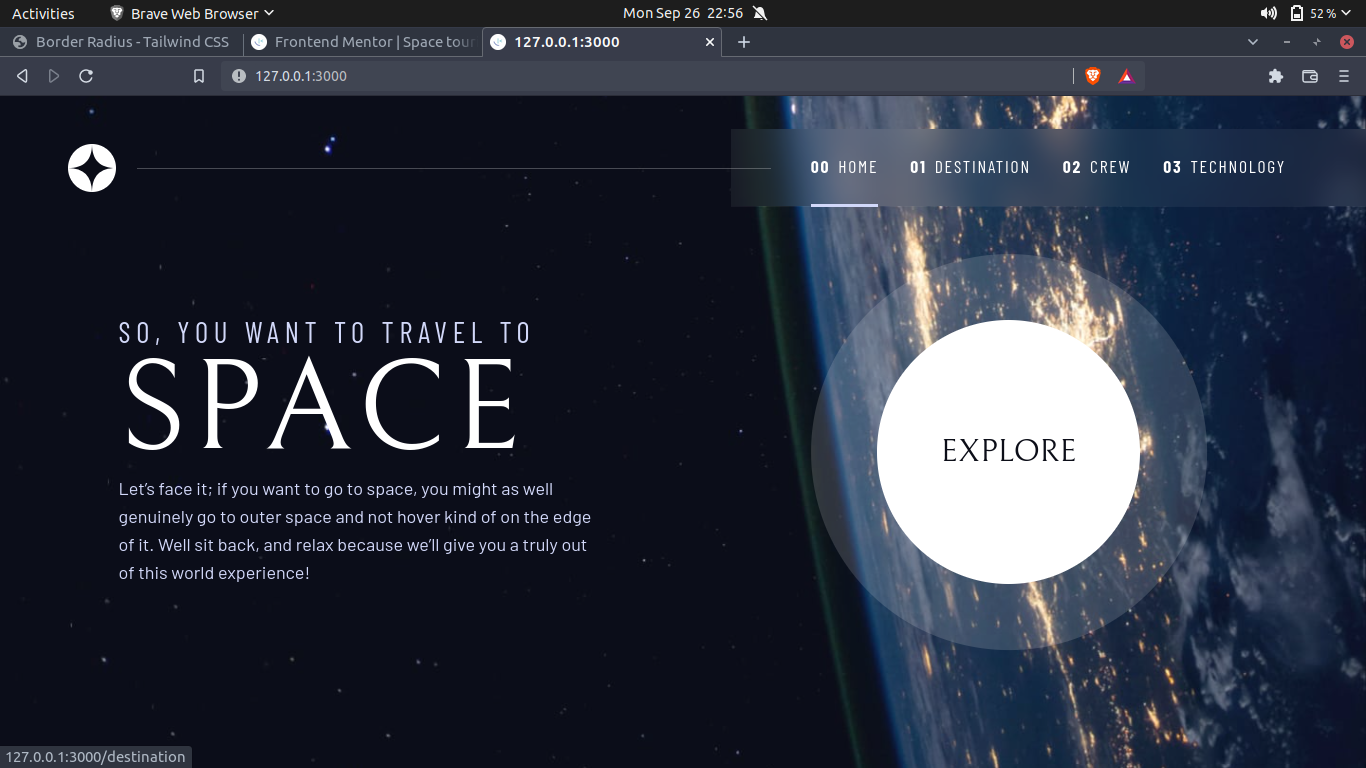 Activities
Brave Web Browser
Mon Sep 26 22:56
52 %
Border Radius - Tailwind CSS
Frontend Mentor | Space tour
127.0.0.1:3000
127.0.0.1:3000
00 HOME
01 DESTINATION
02 CREW
03 TECHNOLOGY
SO, YOU WANT TO TRAVEL TO
SPACE
Let’s face it; if you want to go to space, you might as well
genuinely go to outer space and not hover kind of on the edge
of it. Well sit back, and relax because we’ll give you a truly out
of this world experience!
EXPLORE
127.0.0.1:3000/destination